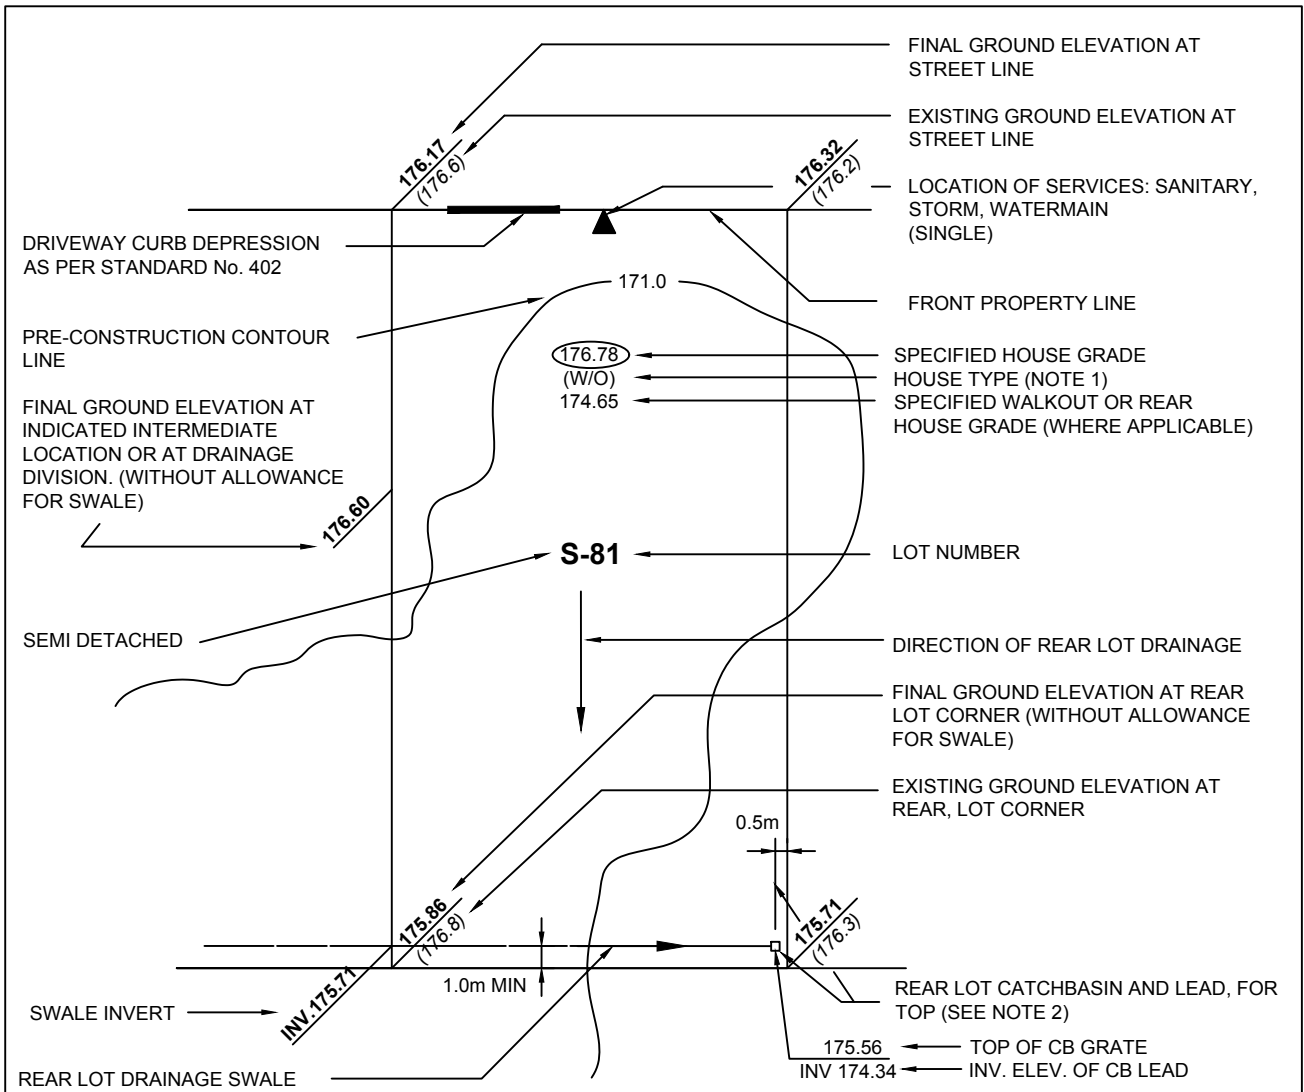 FINAL GROUND ELEVATION AT
STREET LINE
EXISTING GROUND ELEVATION AT
STREET LINE
176.17
(176.6)
176.32
(176.2)
LOCATION OF SERVICES: SANITARY,
STORM, WATERMAIN
(SINGLE)
DRIVEWAY CURB DEPRESSION
AS PER STANDARD No. 402
171.0
FRONT PROPERTY LINE
PRE-CONSTRUCTION CONTOUR
LINE
176.78
(W/O)
174.65
SPECIFIED HOUSE GRADE
HOUSE TYPE (NOTE 1)
SPECIFIED WALKOUT OR REAR
HOUSE GRADE (WHERE APPLICABLE)
FINAL GROUND ELEVATION AT
INDICATED INTERMEDIATE
LOCATION OR AT DRAINAGE
DIVISION. (WITHOUT ALLOWANCE
FOR SWALE)
176.60
S-81
LOT NUMBER
SEMI DETACHED
DIRECTION OF REAR LOT DRAINAGE
FINAL GROUND ELEVATION AT REAR
LOT CORNER (WITHOUT ALLOWANCE
FOR SWALE)
EXISTING GROUND ELEVATION AT
REAR, LOT CORNER
0.5m
175.86
(176.8)
175.71
(176.3)
1.0m MIN
INV.175.71
SWALE INVERT
REAR LOT CATCHBASIN AND LEAD, FOR
TOP (SEE NOTE 2)
175.56
TOP OF CB GRATE
INV 174.34
INV. ELEV. OF CB LEAD
REAR LOT DRAINAGE SWALE